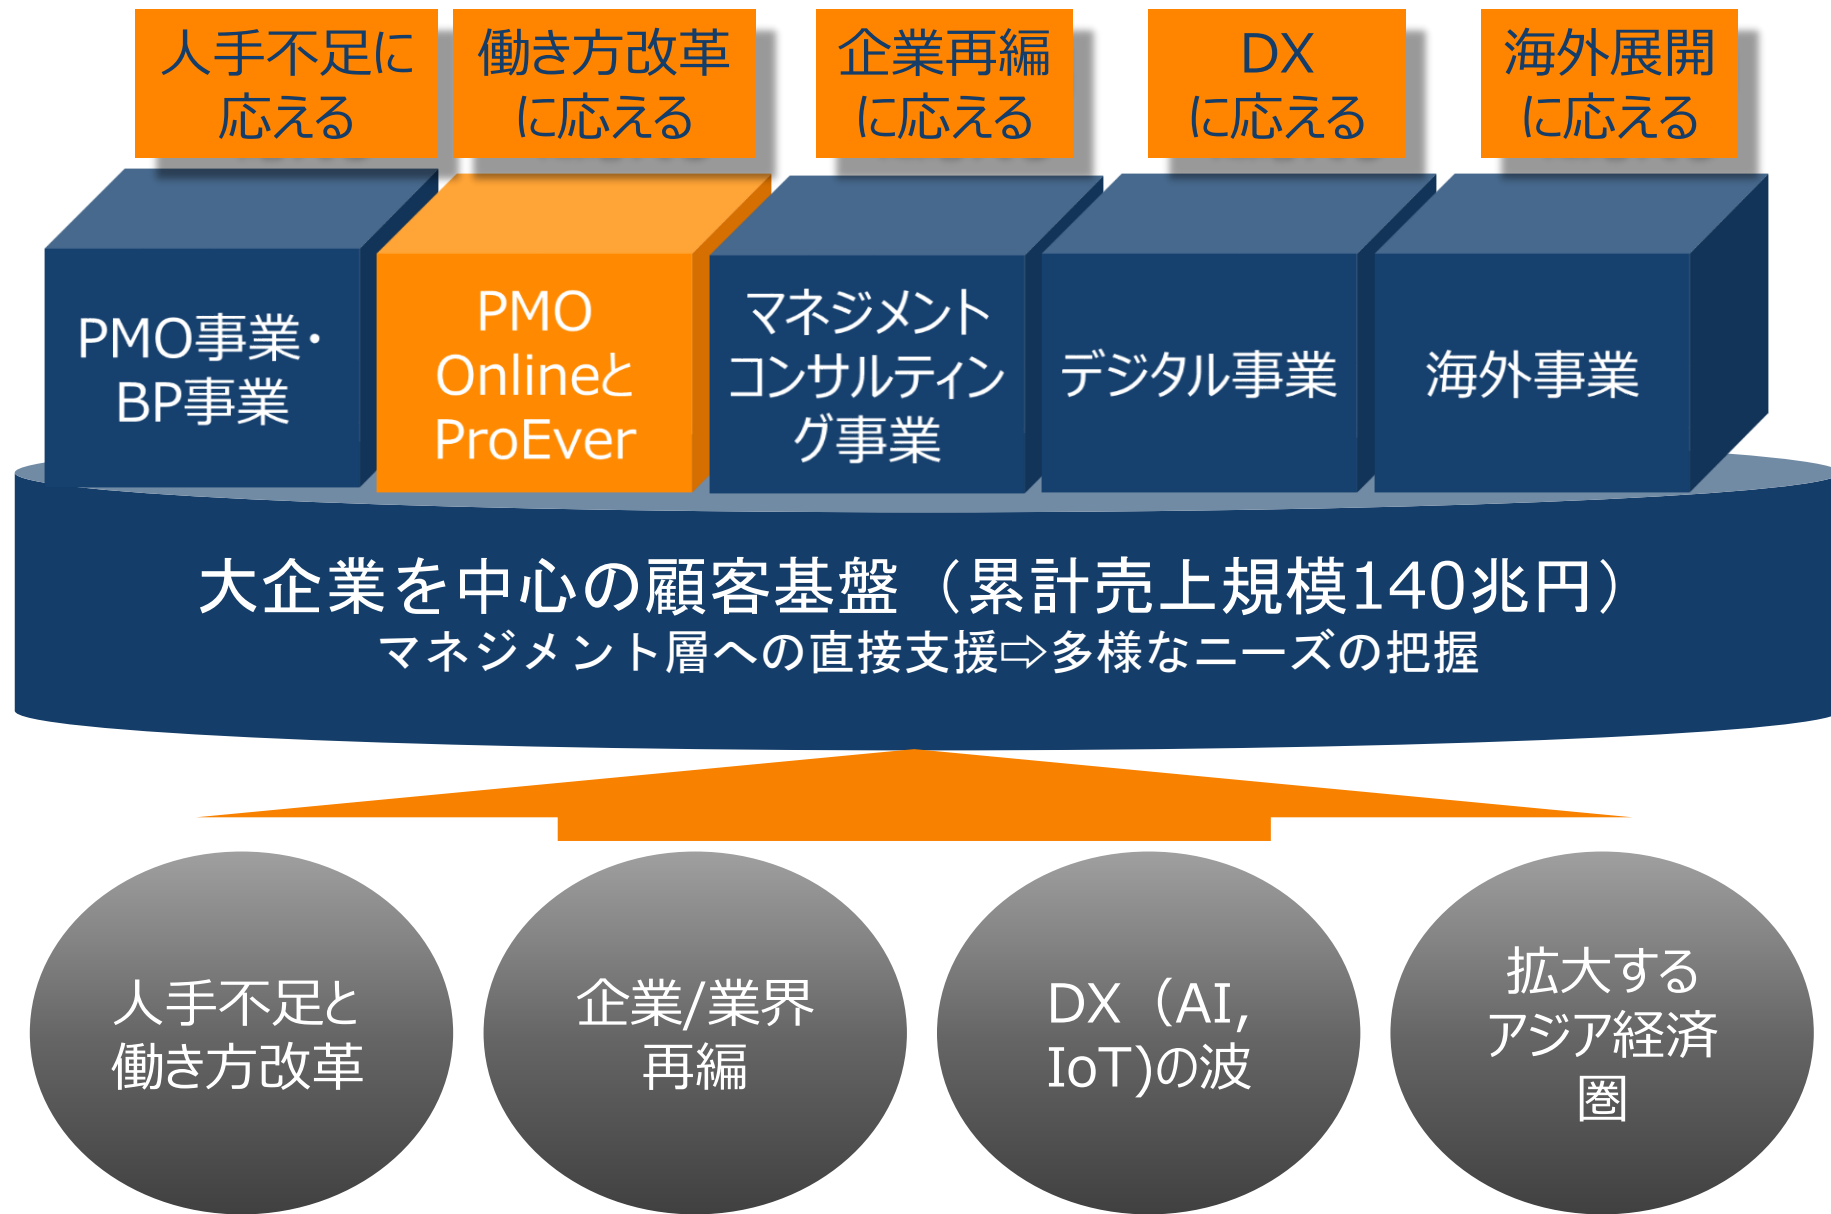 人手不足に
応える
働き方改革
に応える
企業再編
に応える
DX
に応える
海外展開
に応える
PMO事業・
BP事業
PMO
Onlineと
ProEver
マネジメント
コンサルティン
グ事業
デジタル事業
海外事業
大企業を中心の顧客基盤（累計売上規模140兆円）
マネジメント層への直接支援⇨多様なニーズの把握
人手不足と
働き方改革
企業/業界
再編
DX（AI,
IoT)の波
拡大する
アジア経済
圏